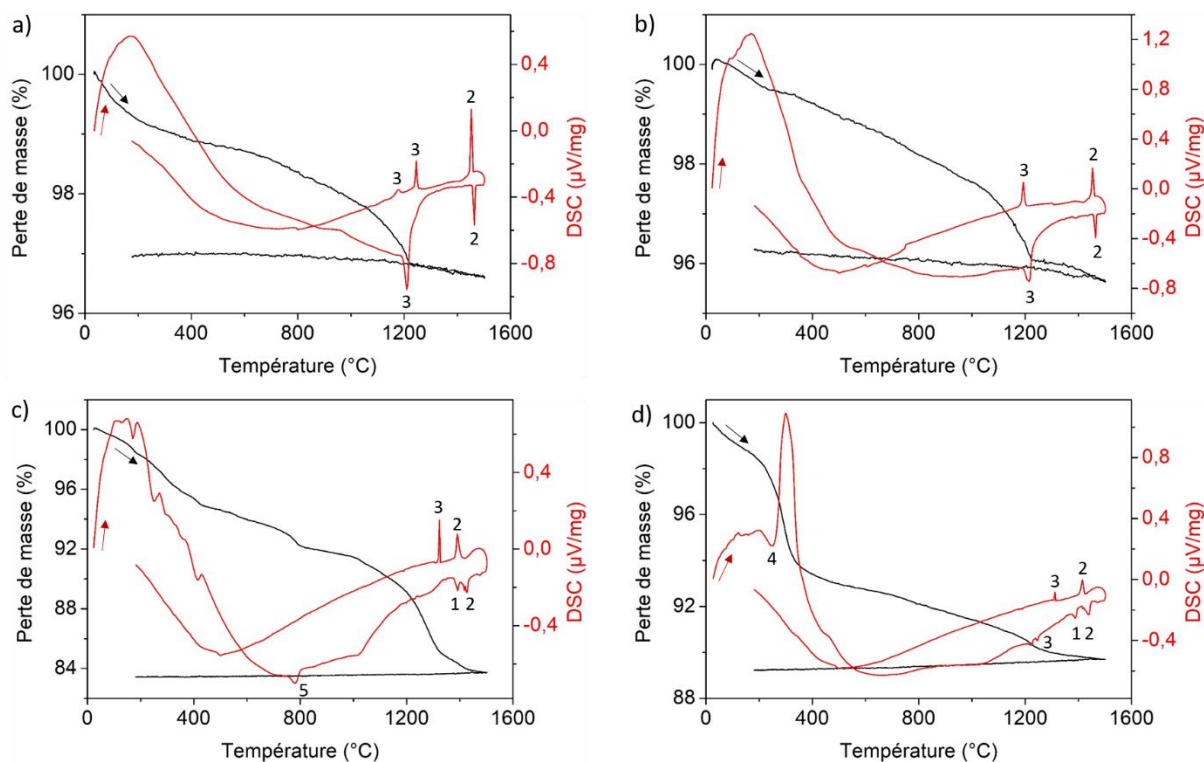 a)
Perte de masse (%)
100
98
96
0 400 800 1200 1600
Température (°C)
0,4
0,0
-0,4
-0,8
DSC (µV/mg)
3 3 2
2
3
b)
Perte de masse (%)
100
98
96
0 400 800 1200 1600
Température (°C)
1,2
0,8
0,4
0,0
-0,4
-0,8
DSC (µV/mg)
3 2
2
3
c)
Perte de masse (%)
100
96
92
88
84
0 400 800 1200 1600
Température (°C)
0,4
0,0
-0,4
DSC (µV/mg)
3 2
1 2
5
d)
Perte de masse (%)
100
96
92
88
0 400 800 1200 1600
Température (°C)
0,8
0,4
0,0
-0,4
DSC (µV/mg)
4
3 2
1 2
3